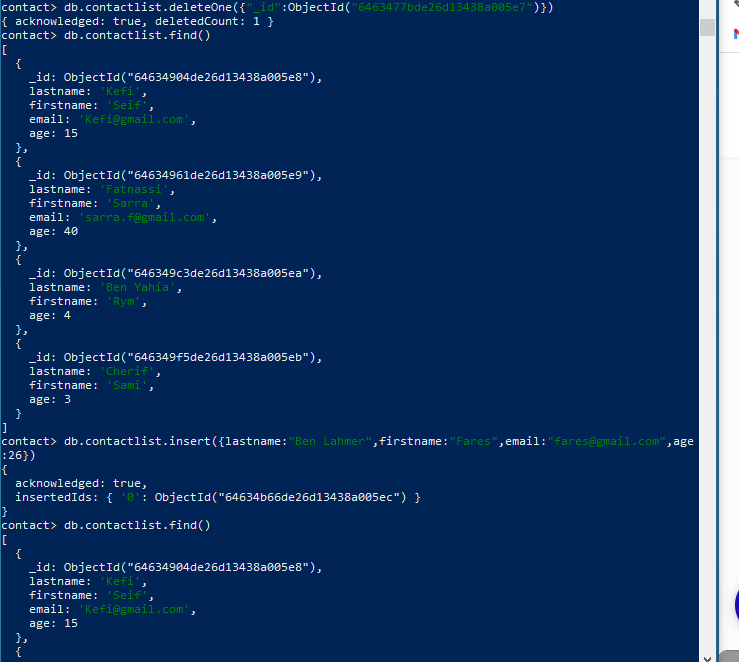 contact> db.contactlist.deleteOne({"_id":ObjectId("6463477bde26d13438a005e7")})
{ acknowledged: true, deletedCount: 1 }
contact> db.contactlist.find()
[
  {
    _id: ObjectId("64634904de26d13438a005e8"),
    lastname: 'Kefi',
    firstname: 'Seif',
    email: 'Kefi@gmail.com',
    age: 15
  },
  {
    _id: ObjectId("64634961de26d13438a005e9"),
    lastname: 'Fatnassi',
    firstname: 'Sarra',
    email: 'sarra.f@gmail.com',
    age: 40
  },
  {
    _id: ObjectId("646349c3de26d13438a005ea"),
    lastname: 'Ben Yahia',
    firstname: 'Rym',
    age: 4
  },
  {
    _id: ObjectId("646349f5de26d13438a005eb"),
    lastname: 'Cherif',
    firstname: 'Sami',
    age: 3
  }
]
contact> db.contactlist.insert({lastname:"Ben Lahmer",firstname:"Fares",email:"fares@gmail.com",age
:26})
{
  acknowledged: true,
  insertedIds: { '0': ObjectId("64634b66de26d13438a005ec") }
}
contact> db.contactlist.find()
[
  {
    _id: ObjectId("64634904de26d13438a005e8"),
    lastname: 'Kefi',
    firstname: 'Seif',
    email: 'Kefi@gmail.com',
    age: 15
  },
  {